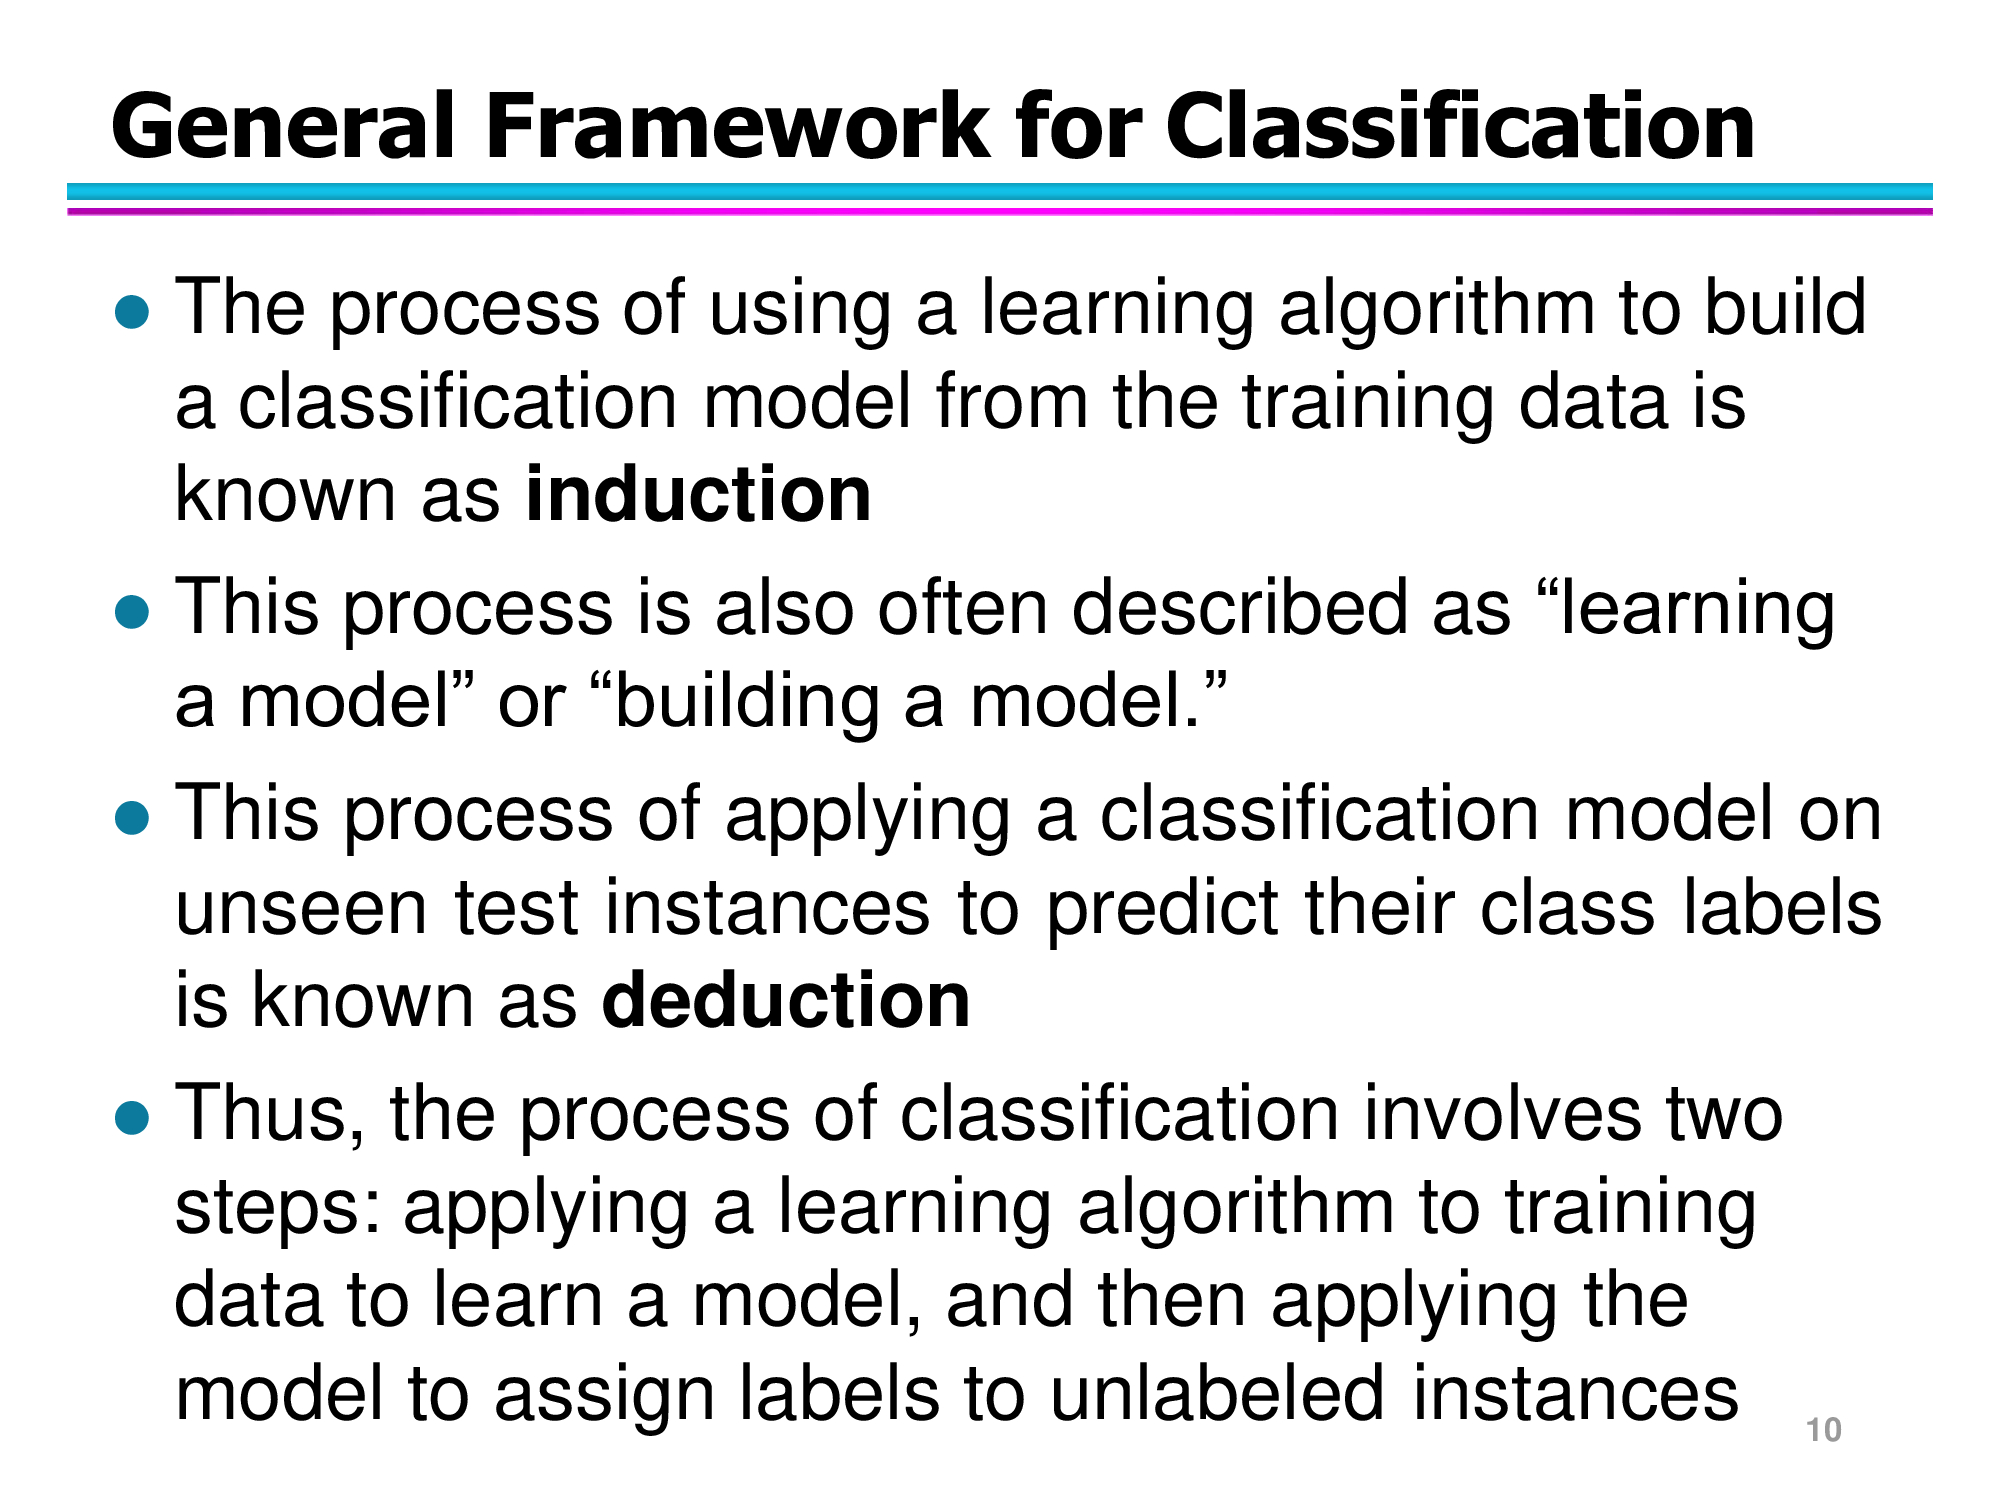 General Framework for Classification
● The process of using a learning algorithm to build
a classification model from the training data is
known as induction
● This process is also often described as “learning
a model” or “building a model.”
● This process of applying a classification model on
unseen test instances to predict their class labels
is known as deduction
● Thus, the process of classification involves two
steps: applying a learning algorithm to training
data to learn a model, and then applying the
model to assign labels to unlabeled instances
10